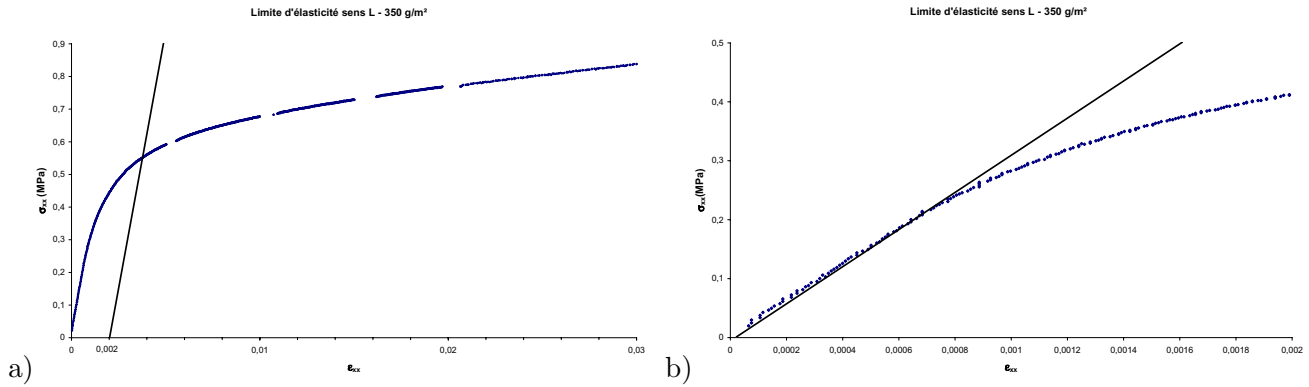 Limite d'élasticité sens L - 350 g/m²
0,9
0,8
0,7
0,6
0,5
0,4
0,3
0,2
0,1
0
σxx (MPa)
0 0,002 0,01 0,02 0,03
εxx
a)
Limite d'élasticité sens L - 350 g/m²
0,5
0,4
0,3
0,2
0,1
0
σxx(MPa)
0 0,0002 0,0004 0,0006 0,0008 0,001 0,0012 0,0014 0,0016 0,0018 0,002
εxx
b)